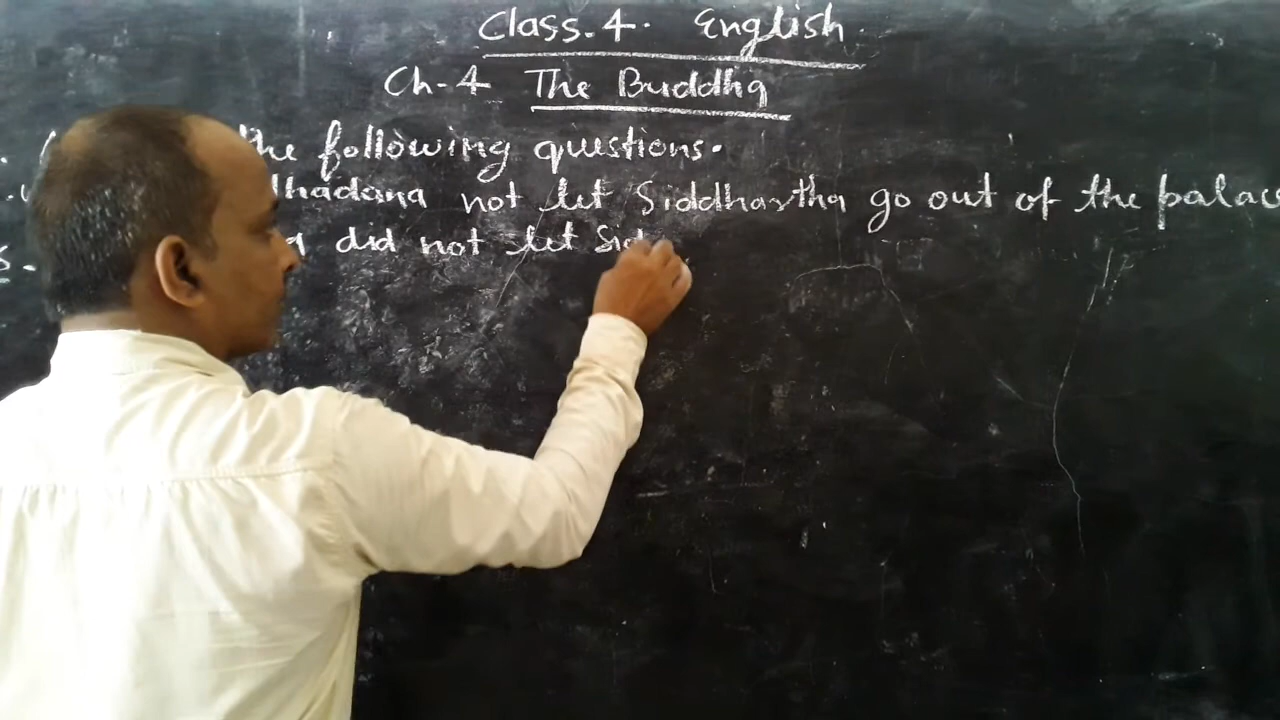 Class.4. English.
Ch-4 The Buddha
the following questions.
dhadana not let Siddhartha go out of the palac
a did not let Sid